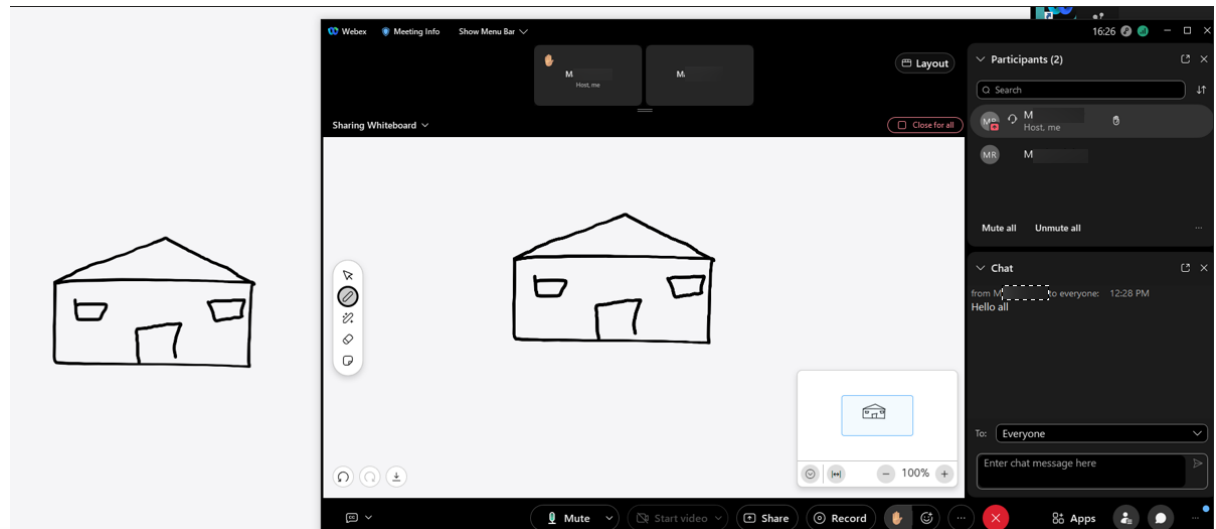 Webex Meeting Info Show Menu Bar 16:26
M
Host, me
M
Layout
Participants (2)
Search
M
Host, me
MR M
Mute all Unmute all ...
Sharing Whiteboard Close for all
Chat
from M to everyone: 12:28 PM
Hello all
100%
To: Everyone
Enter chat message here
Mute Start video Share Record Apps